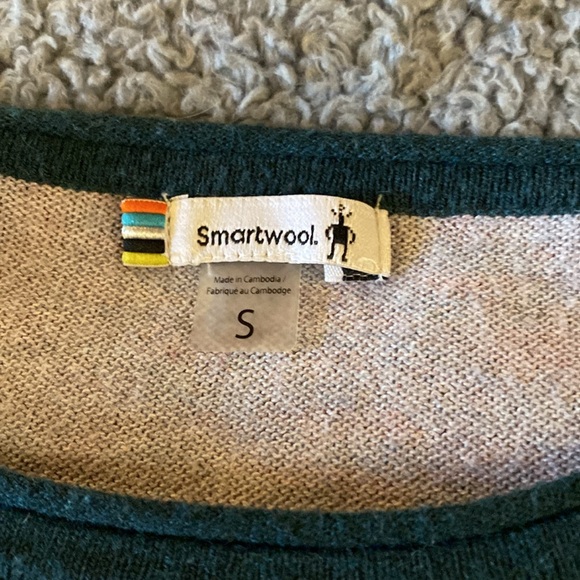 Smartwool.
Made in Cambodia /
Fabriqué au Cambodge
S